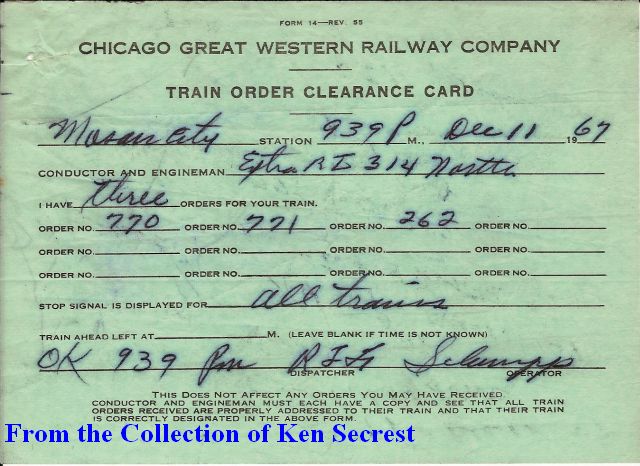 FORM 14—REV. 55
CHICAGO GREAT WESTERN RAILWAY COMPANY
TRAIN ORDER CLEARANCE CARD
Mason City STATION 939 P M., Dec 11 1967
CONDUCTOR AND ENGINEMAN Extra RI 314 North
I HAVE three ORDERS FOR YOUR TRAIN.
ORDER NO. 770 ORDER NO. 771 ORDER NO. 262 ORDER NO.
ORDER NO. ORDER NO. ORDER NO. ORDER NO.
ORDER NO. ORDER NO. ORDER NO. ORDER NO.
STOP SIGNAL IS DISPLAYED FOR all trains
TRAIN AHEAD LEFT AT M. (LEAVE BLANK IF TIME IS NOT KNOWN)
OK 939 Pm
DISPATCHER OPERATOR
THIS DOES NOT AFFECT ANY ORDERS YOU MAY HAVE RECEIVED.
CONDUCTOR AND ENGINEMAN MUST EACH HAVE A COPY AND SEE THAT ALL TRAIN
ORDERS RECEIVED ARE PROPERLY ADDRESSED TO THEIR TRAIN AND THAT THEIR TRAIN
IS CORRECTLY DESIGNATED IN THE ABOVE FORM.
From the Collection of Ken Secrest